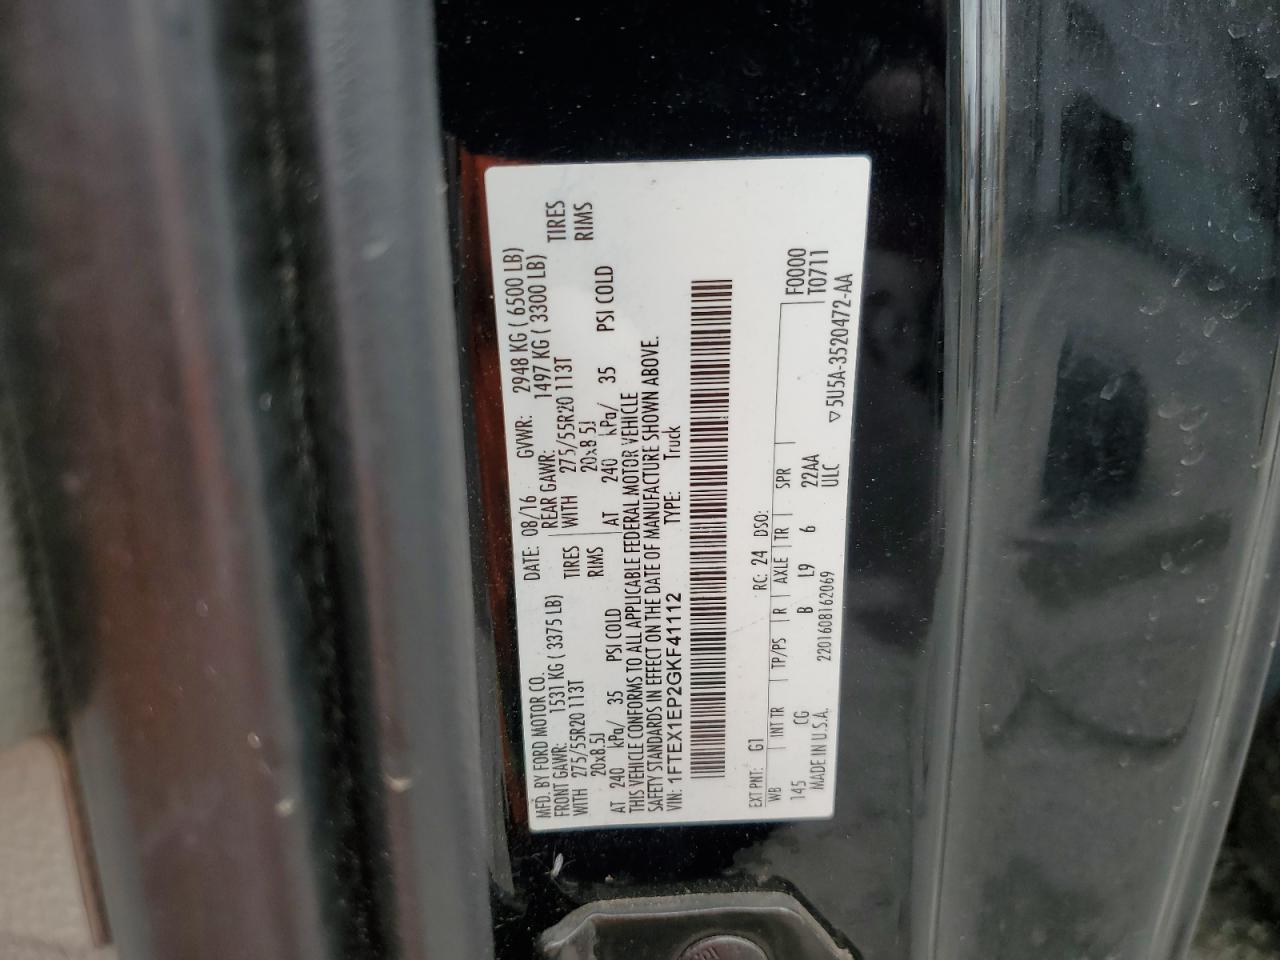 MFD. BY FORD MOTOR CO.
DATE: 08/16 GVWR: 2948 KG ( 6500 LB)
FRONT GAWR: 1531 KG ( 3375 LB)
REAR GAWR: 1497 KG ( 3300 LB)
WITH 275/55R20 113T TIRES
WITH 275/55R20 113T TIRES
20x8.5J RIMS
20x8.5J RIMS
AT 240 kPa/ 35 PSI COLD
AT 240 kPa/ 35 PSI COLD
THIS VEHICLE CONFORMS TO ALL APPLICABLE FEDERAL MOTOR VEHICLE
SAFETY STANDARDS IN EFFECT ON THE DATE OF MANUFACTURE SHOWN ABOVE.
VIN: 1FTEX1EP2GKF41112 TYPE: Truck
F0000
T0711
EXT PNT: G1 RC: 24 DSO:
WB INT TR TP/PS R AXLE TR SPR
145 CG B L9 6 22AA
MADE IN U.S.A. 2201608162069 ULC
▽5U5A-3520472-AA